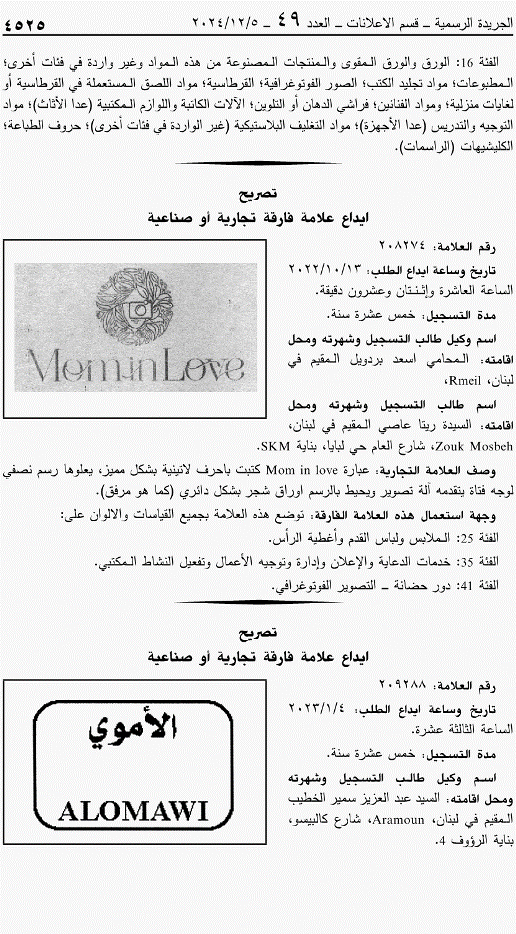 الجريدة الرسمية ــ قسم الاعلانات ــ العدد ٤٩ ــ ٢٠٢٤/١٢/٥
٤٥٢٥
الفئة 16: الورق والورق المقوى والمنتجات المصنوعة من هذه المواد وغير واردة في فئات أخرى؛
المطبوعات؛ مواد تجليد الكتب؛ الصور الفوتوغرافية؛ القرطاسية؛ مواد اللصق المستعملة في القرطاسية أو
لغايات منزلية؛ ومواد الفنانين؛ فراشي الدهان أو التلوين؛ الآلات الكاتبة واللوازم المكتبية (عدا الأثاث)؛ مواد
التوجيه والتدريس (عدا الأجهزة)؛ مواد التغليف البلاستيكية (غير الواردة في فئات أخرى)؛ حروف الطباعة؛
الكليشيهات (الراسمات).
تصريح
ايداع علامة فارقة تجارية أو صناعية
رقم العلامة: ٢٠٨٢٧٤
تاريخ وساعة ايداع الطلب: ٢٠٢٢/١٠/١٣
الساعة العاشرة وإثـنـتان وعشرون دقيقة.
مدة التسجيل: خمس عشرة سنة.
اسم وكيل طالب التسجيل وشهرته ومحل
اقامته: المحامي اسعد بردويل المقيم في
لبنان، Rmeil،
اسم طالب التسجيل وشهرته ومحل
اقامته: السيدة ريتا عاصي المقيم في لبنان،
Zouk Mosbeh، شارع العام حي لبايا، بناية SKM.
Mom in Love
وصف العلامة التجارية: عبارة Mom in love كتبت باحرف لاتينية بشكل مميز، يعلوها رسم نصفي
لوجه فتاة يتقدمه آلة تصوير ويحيط بالرسم اوراق شجر بشكل دائري (كما هو مرفق).
وجهة استعمال هذه العلامة الفارقة: توضع هذه العلامة بجميع القياسات والالوان على:
الفئة 25: الملابس ولباس القدم وأغطية الرأس.
الفئة 35: خدمات الدعاية والإعلان وإدارة وتوجيه الأعمال وتفعيل النشاط المكتبي.
الفئة 41: دور حضانة ــ التصوير الفوتوغرافي.
تصريح
ايداع علامة فارقة تجارية أو صناعية
رقم العلامة: ٢٠٩٢٨٨
تاريخ وساعة ايداع الطلب: ٢٠٢٣/١/٤
الساعة الثالثة عشرة.
مدة التسجيل: خمس عشرة سنة.
اسم وكيل طالب التسجيل وشهرته
ومحل اقامته: السيد عبد العزيز سمير الخطيب
المقيم في لبنان، Aramoun، شارع كالبيسو،
بناية الرؤوف 4.
الأموي
ALOMAWI